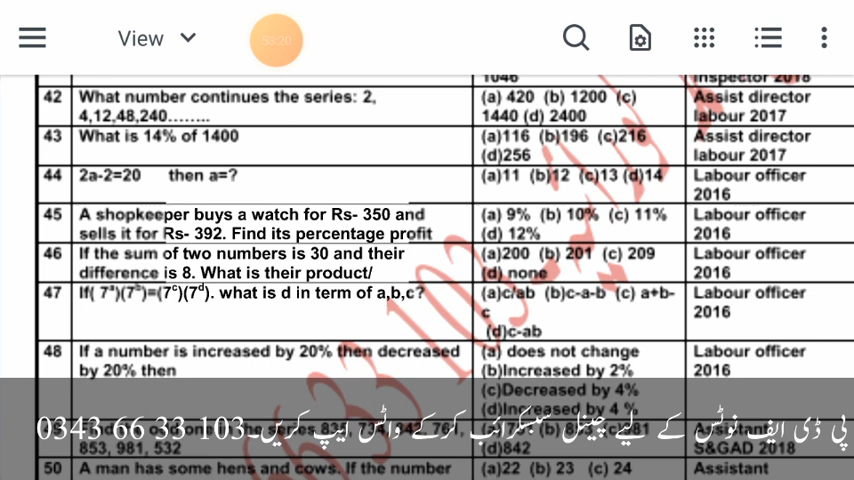 View
53:20
1046
Inspector 2018
42 What number continues the series: 2, (a) 420 (b) 1200 (c) Assist director
4,12,48,240........ 1440 (d) 2400 labour 2017
43 What is 14% of 1400 (a)116 (b)196 (c)216 Assist director
(d)256 labour 2017
44 2a-2=20 then a=? (a)11 (b)12 (c)13 (d)14 Labour officer
2016
45 A shopkeeper buys a watch for Rs- 350 and (a) 9% (b) 10% (c) 11% Labour officer
sells it for Rs- 392. Find its percentage profit (d) 12% 2016
46 If the sum of two numbers is 30 and their (a)200 (b) 201 (c) 209 Labour officer
difference is 8. What is their product/ (d) none 2016
47 If( 7ᵃ)(7ᵇ)=(7ᶜ)(7ᵈ). what is d in term of a,b,c? (a)c/ab (b)c-a-b (c) a+b- Labour officer
c 2016
(d)c-ab
48 If a number is increased by 20% then decreased (a) does not change Labour officer
by 20% then (b)Increased by 2% 2016
(c)Decreased by 4%
(d)Increased by 4 %
پی ڈی ایف نوٹس کے لیے چینل سبسکرائب کرکے واٹس ایپ کریں۔ 103 33 66 0343
the series 734, 761, Assistant
853, 981, 532 (d)842 S&GAD 2018
50 A man has some hens and cows. If the number (a)22 (b) 23 (c) 24 Assistant